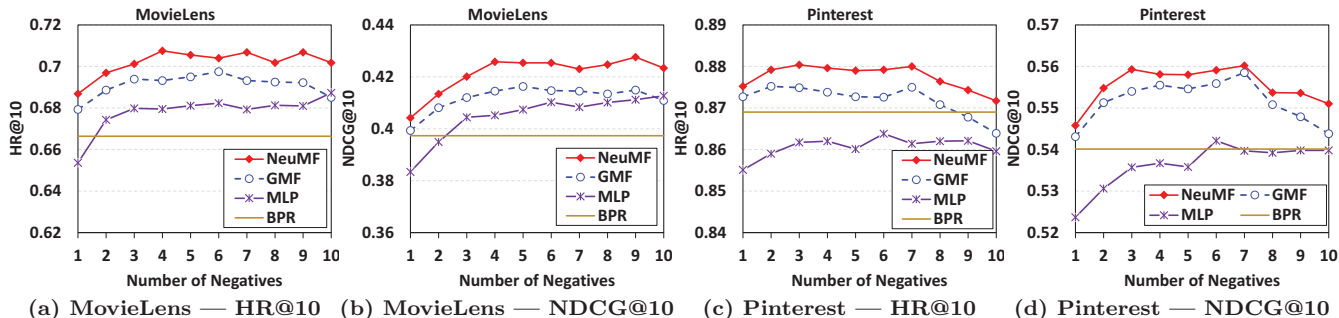 MovieLens
0.72
0.7
0.68
0.66
0.64
0.62
HR@10
NeuMF
GMF
MLP
BPR
1 2 3 4 5 6 7 8 9 10
Number of Negatives
(a) MovieLens — HR@10
MovieLens
0.44
0.42
0.4
0.38
0.36
NDCG@10
NeuMF
GMF
MLP
BPR
1 2 3 4 5 6 7 8 9 10
Number of Negatives
(b) MovieLens — NDCG@10
Pinterest
0.89
0.88
0.87
0.86
0.85
0.84
HR@10
NeuMF
GMF
MLP
BPR
1 2 3 4 5 6 7 8 9 10
Number of Negatives
(c) Pinterest — HR@10
Pinterest
0.57
0.56
0.55
0.54
0.53
0.52
NDCG@10
NeuMF GMF
MLP BPR
1 2 3 4 5 6 7 8 9 10
Number of Negatives
(d) Pinterest — NDCG@10